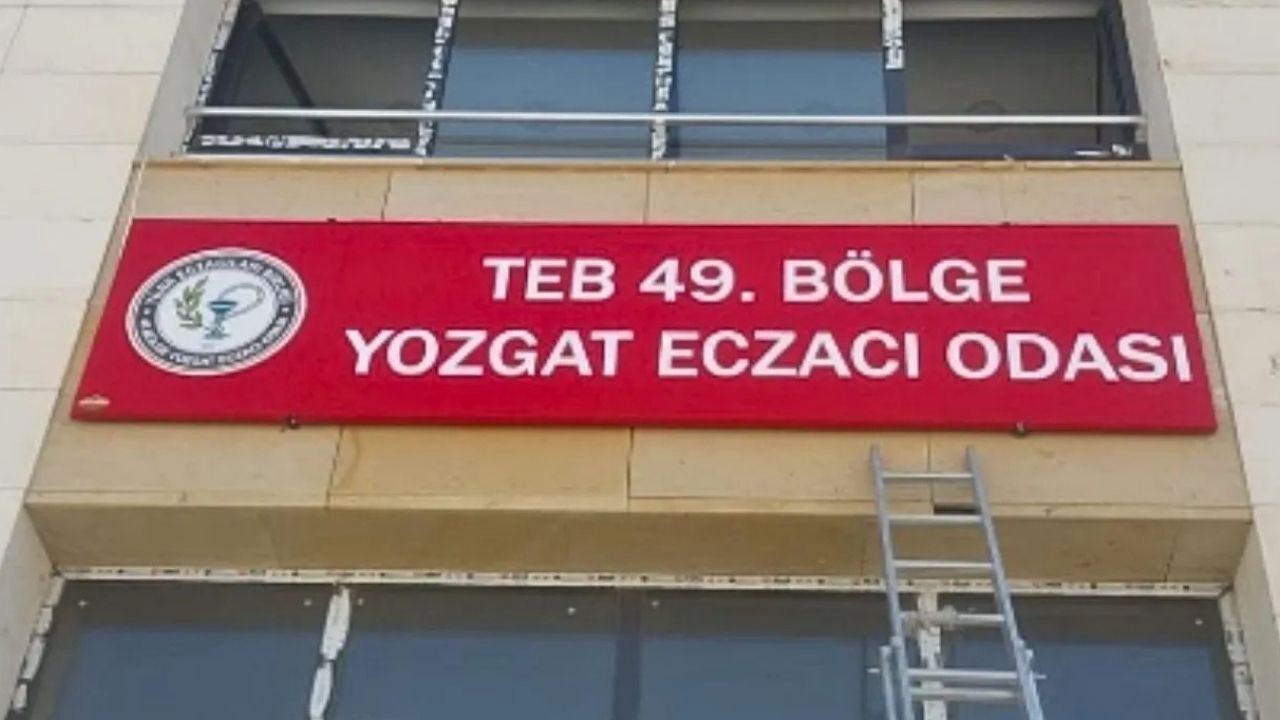 TEB 49. BÖLGE
YOZGAT ECZACI ODASI